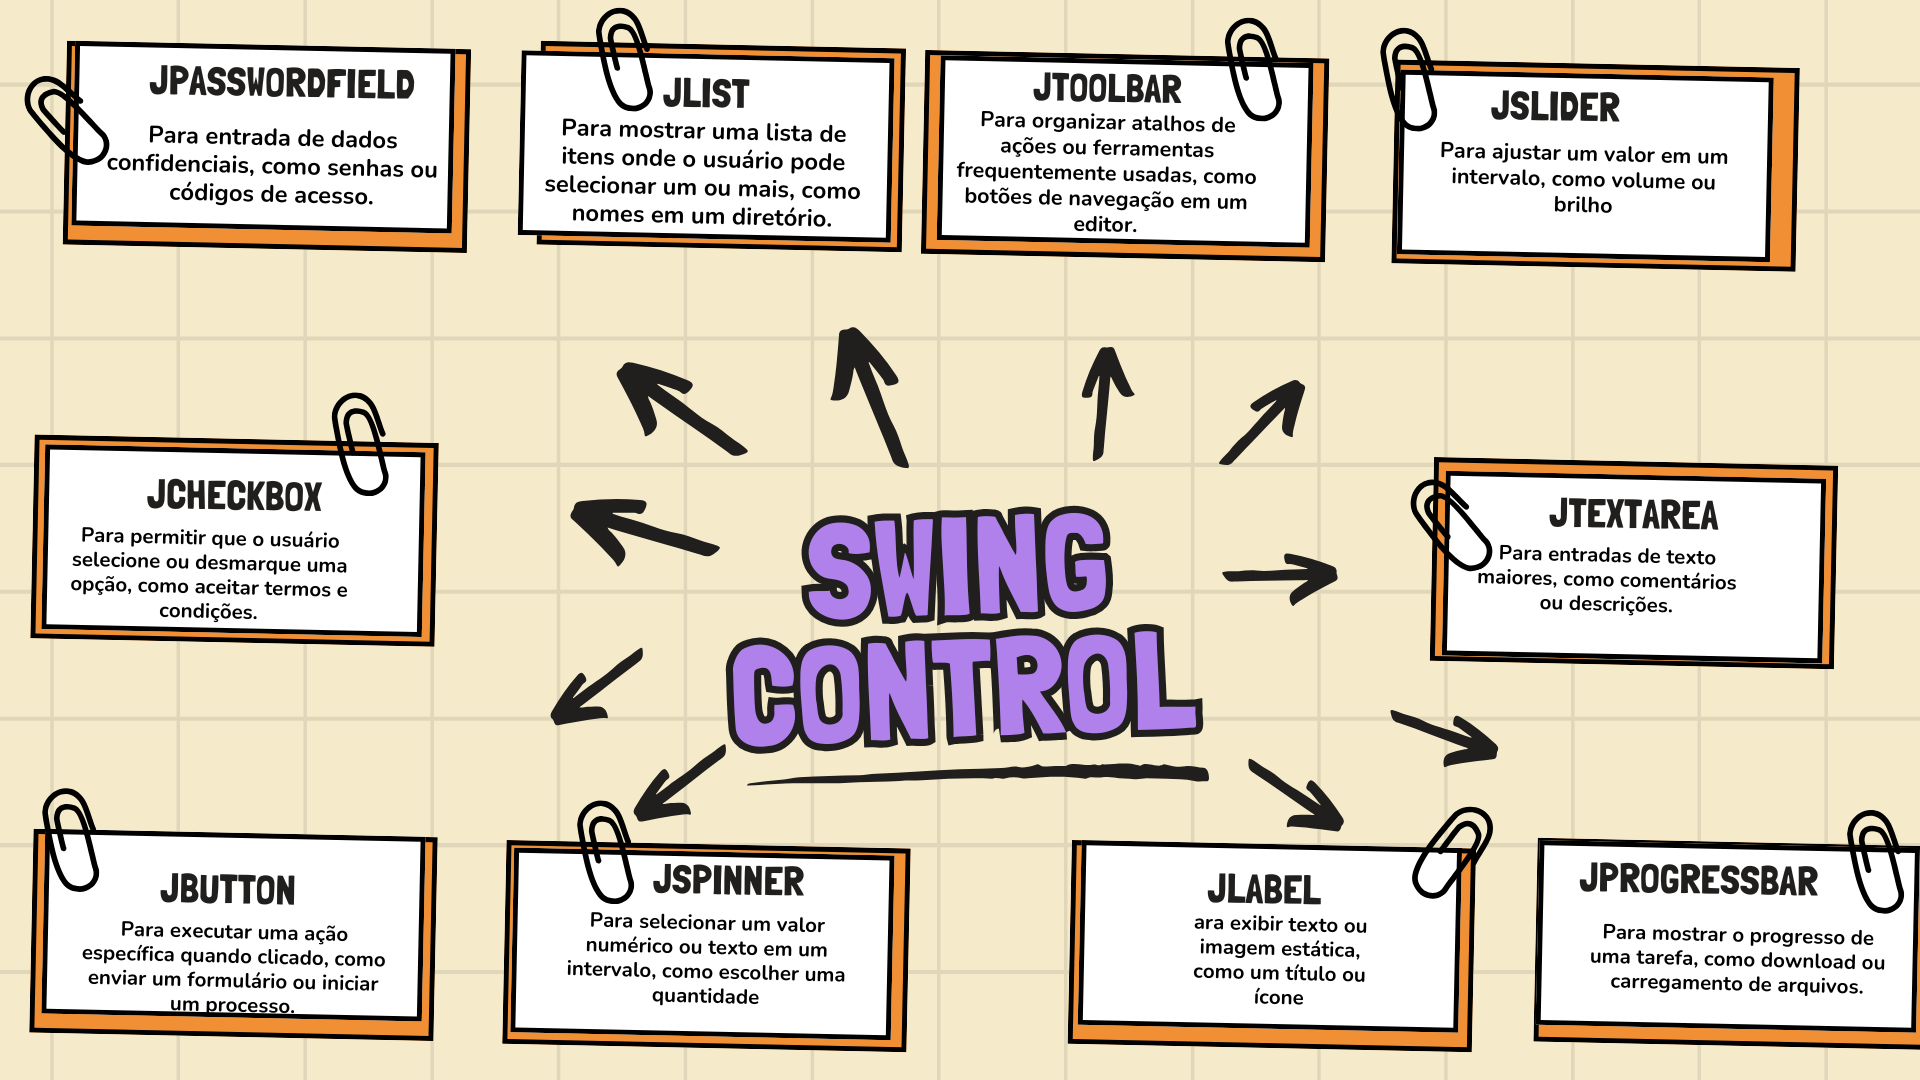 JPASSWORDFIELD
Para entrada de dados
confidenciais, como senhas ou
códigos de acesso.
JLIST
Para mostrar uma lista de
itens onde o usuário pode
selecionar um ou mais, como
nomes em um diretório.
JTOOLBAR
Para organizar atalhos de
ações ou ferramentas
frequentemente usadas, como
botões de navegação em um
editor.
JSLIDER
Para ajustar um valor em um
intervalo, como volume ou
brilho
JCHECKBOX
Para permitir que o usuário
selecione ou desmarque uma
opção, como aceitar termos e
condições.
SWING
CONTROL
JTEXTAREA
Para entradas de texto
maiores, como comentários
ou descrições.
JBUTTON
Para executar uma ação
específica quando clicado, como
enviar um formulário ou iniciar
um processo.
JSPINNER
Para selecionar um valor
numérico ou texto em um
intervalo, como escolher uma
quantidade
JLABEL
ara exibir texto ou
imagem estática,
como um título ou
ícone
JPROGRESSBAR
Para mostrar o progresso de
uma tarefa, como download ou
carregamento de arquivos.